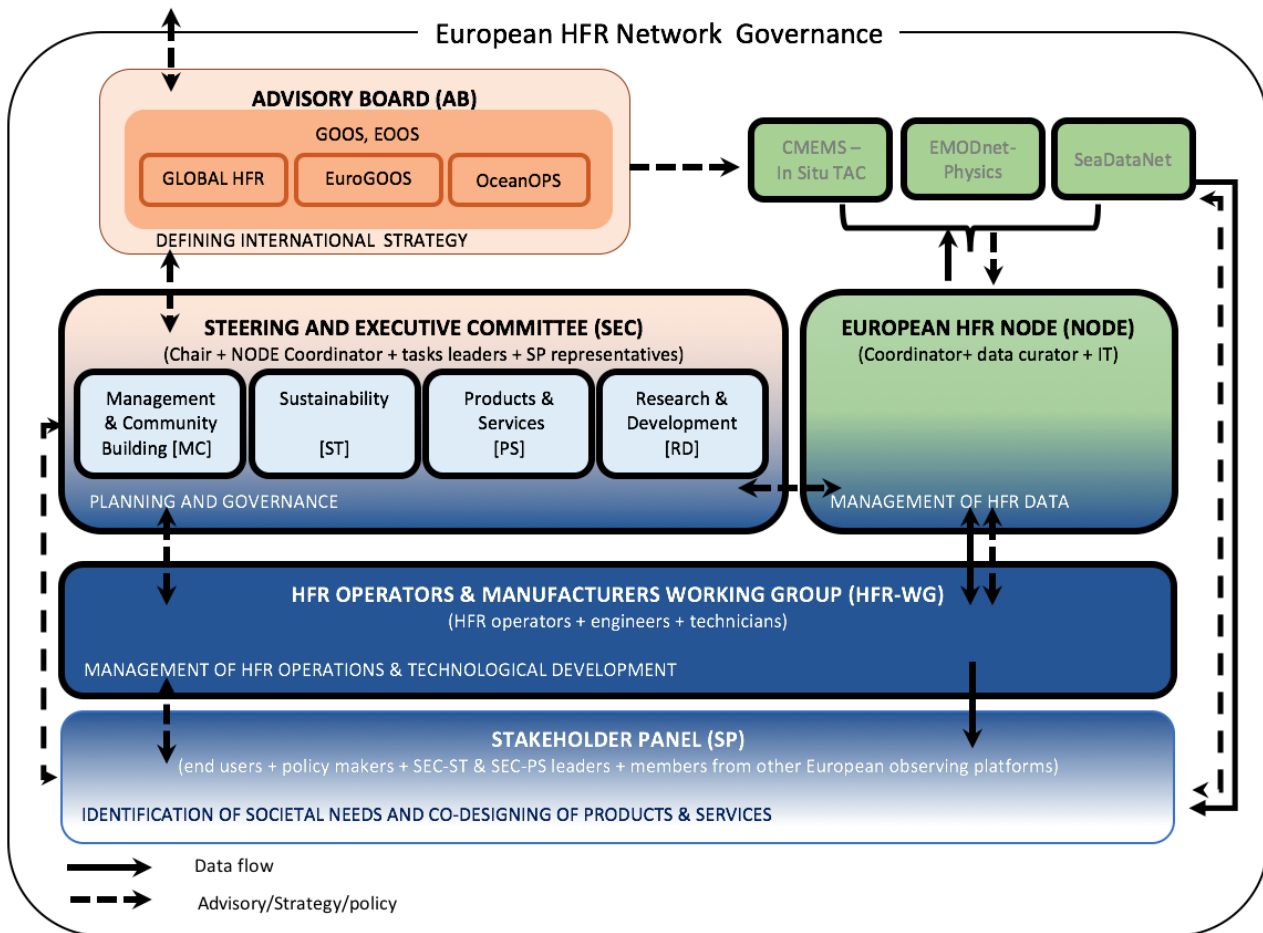 European HFR Network Governance
ADVISORY BOARD (AB)
GOOS, EOOS
GLOBAL HFR
EuroGOOS
OceanOPS
DEFINING INTERNATIONAL STRATEGY
CMEMS –
In Situ TAC
EMODnet-
Physics
SeaDataNet
STEERING AND EXECUTIVE COMMITTEE (SEC)
(Chair + NODE Coordinator + tasks leaders + SP representatives)
Management
& Community
Building [MC]
Sustainability
[ST]
Products &
Services
[PS]
Research &
Development
[RD]
PLANNING AND GOVERNANCE
EUROPEAN HFR NODE (NODE)
(Coordinator+ data curator + IT)
MANAGEMENT OF HFR DATA
HFR OPERATORS & MANUFACTURERS WORKING GROUP (HFR-WG)
(HFR operators + engineers + technicians)
MANAGEMENT OF HFR OPERATIONS & TECHNOLOGICAL DEVELOPMENT
STAKEHOLDER PANEL (SP)
(end users + policy makers + SEC-ST & SEC-PS leaders + members from other European observing platforms)
IDENTIFICATION OF SOCIETAL NEEDS AND CO-DESIGNING OF PRODUCTS & SERVICES
Data flow
Advisory/Strategy/policy